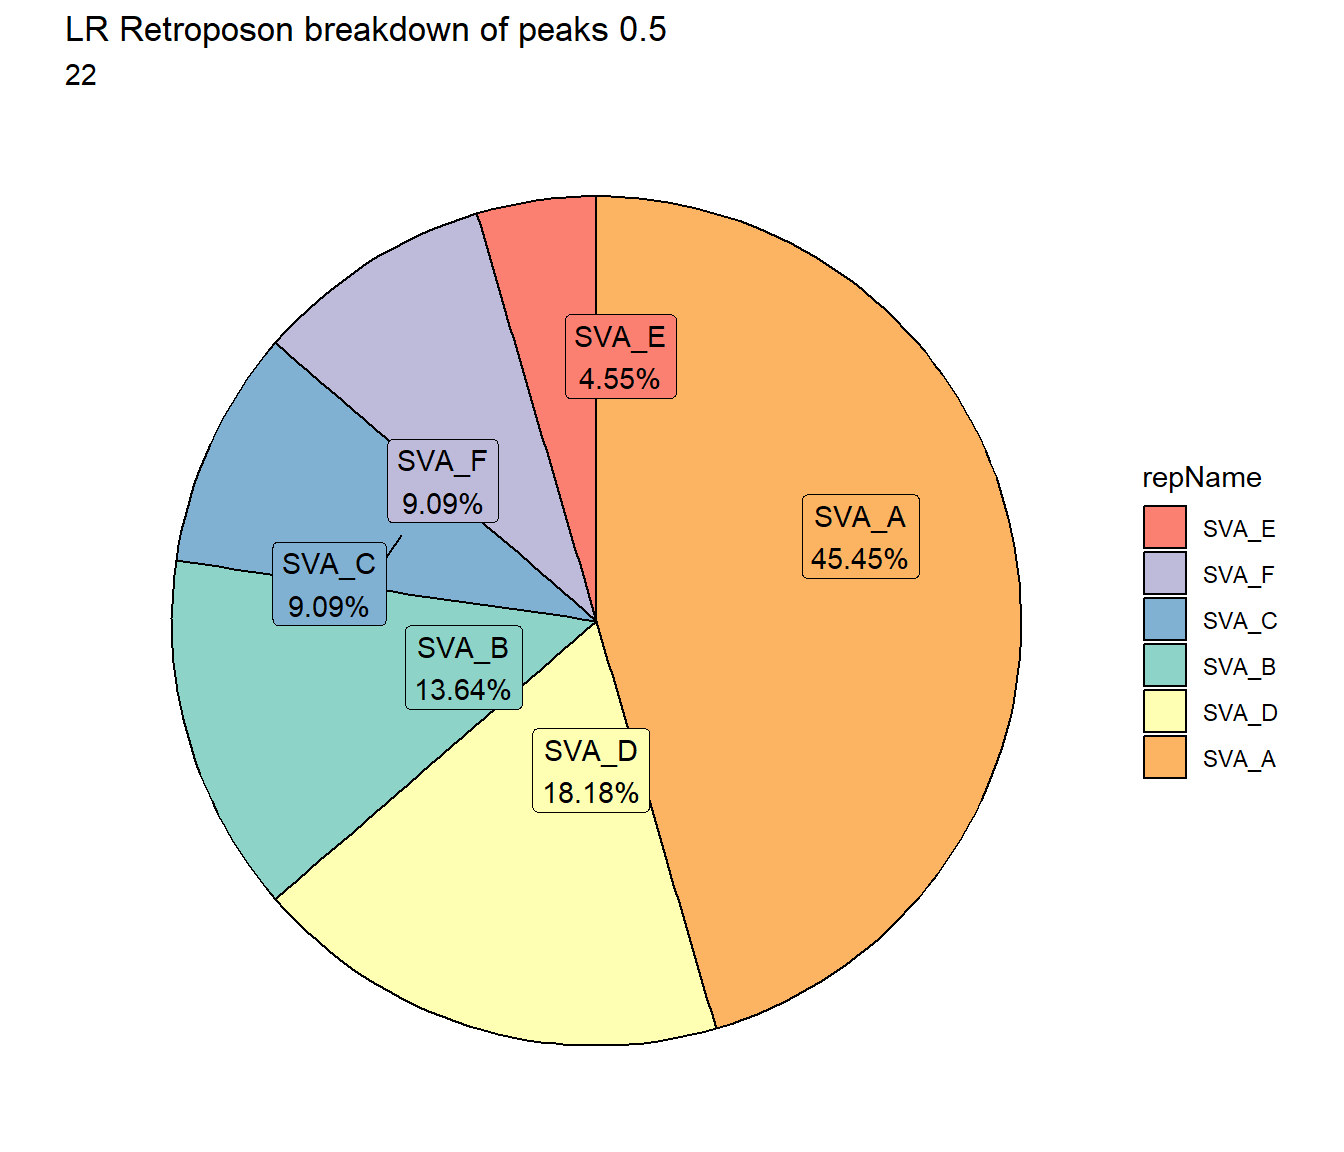 LR Retroposon breakdown of peaks 0.5
22
SVA_E
4.55%
SVA_F
9.09%
SVA_A
45.45%
SVA_C
9.09%
SVA_B
13.64%
SVA_D
18.18%
repName
SVA_E
SVA_F
SVA_C
SVA_B
SVA_D
SVA_A